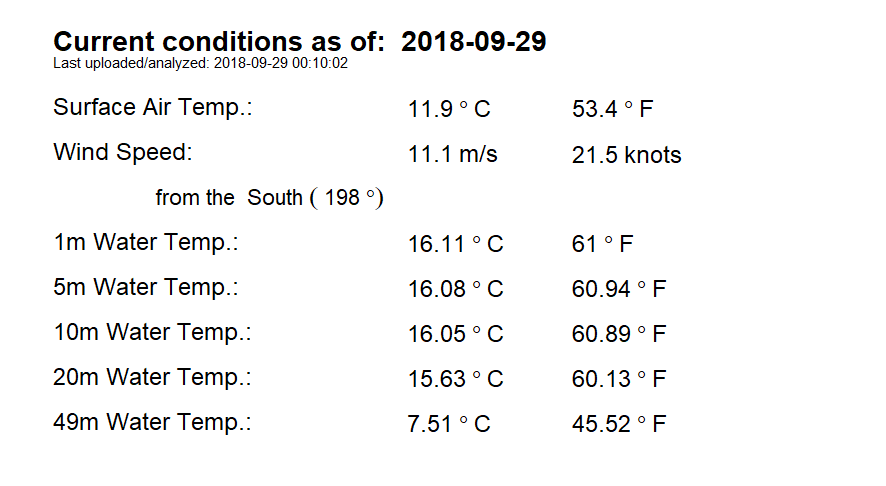 Current conditions as of:  2018-09-29
Last uploaded/analyzed: 2018-09-29 00:10:02
Surface Air Temp.: 11.9 ° C 53.4 ° F
Wind Speed: 11.1 m/s 21.5 knots
from the  South ( 198 °)
1m Water Temp.: 16.11 ° C 61 ° F
5m Water Temp.: 16.08 ° C 60.94 ° F
10m Water Temp.: 16.05 ° C 60.89 ° F
20m Water Temp.: 15.63 ° C 60.13 ° F
49m Water Temp.: 7.51 ° C 45.52 ° F